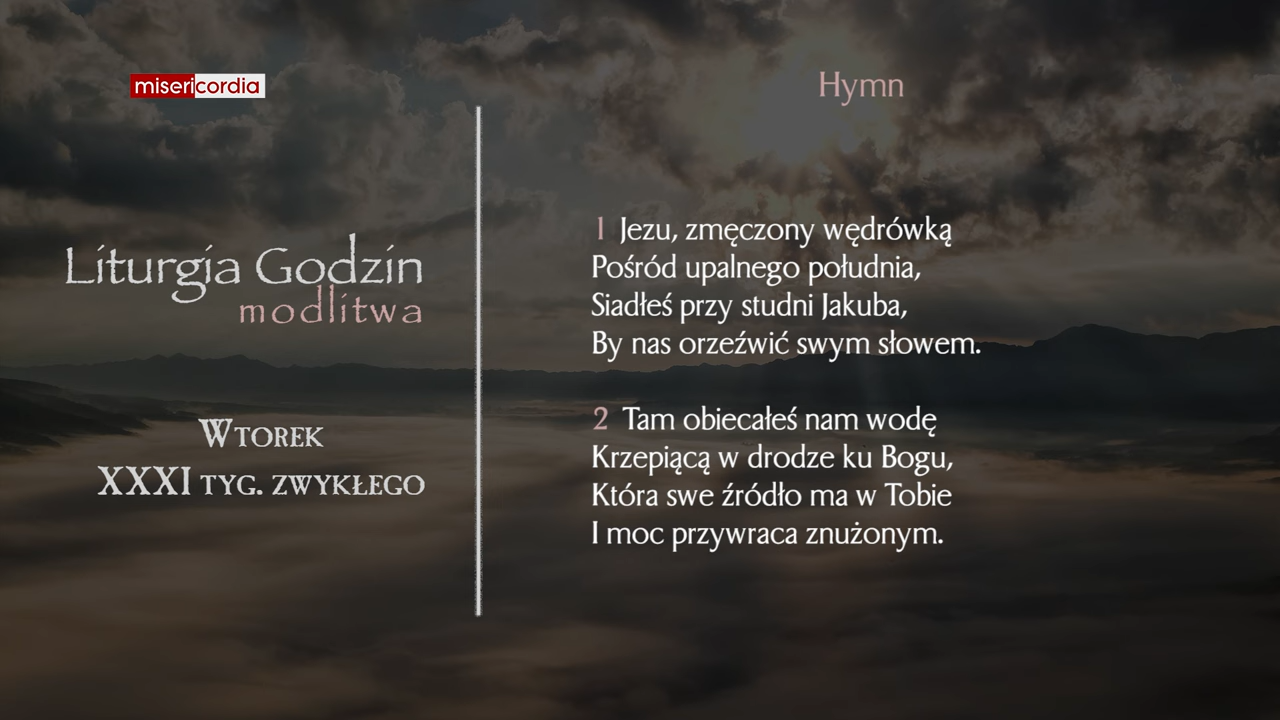 misericordia
Liturgia Godzin
modlitwa
Wtorek
XXXI tyg. zwykłego
Hymn
1 Jezu, zmęczony wędrówką
Pośród upalnego południa,
Siadłeś przy studni Jakuba,
By nas orzeźwić swym słowem.
2 Tam obiecałeś nam wodę
Krzepiącą w drodze ku Bogu,
Która swe źródło ma w Tobie
I moc przywraca znużonym.